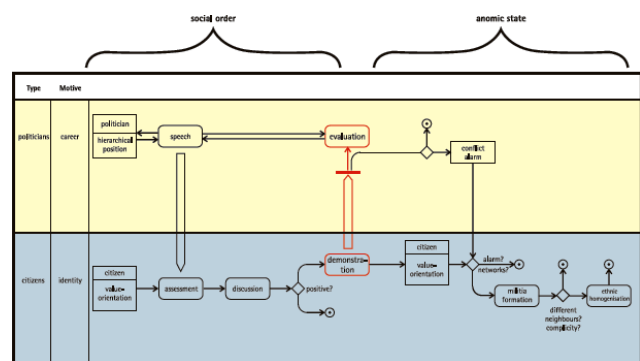 social order
anomic state
Type
Motive
politicians
career
politician
hierarchical
position
speech
evaluation
conflict
alarm
citizens
identity
citizen
value-
orientation
assessment
discussion
positive?
demonstra-
tion
citizen
value-
orientation
alarm?
networks?
militia
formation
different
neighbours?
complicity?
ethnic
homogenisation